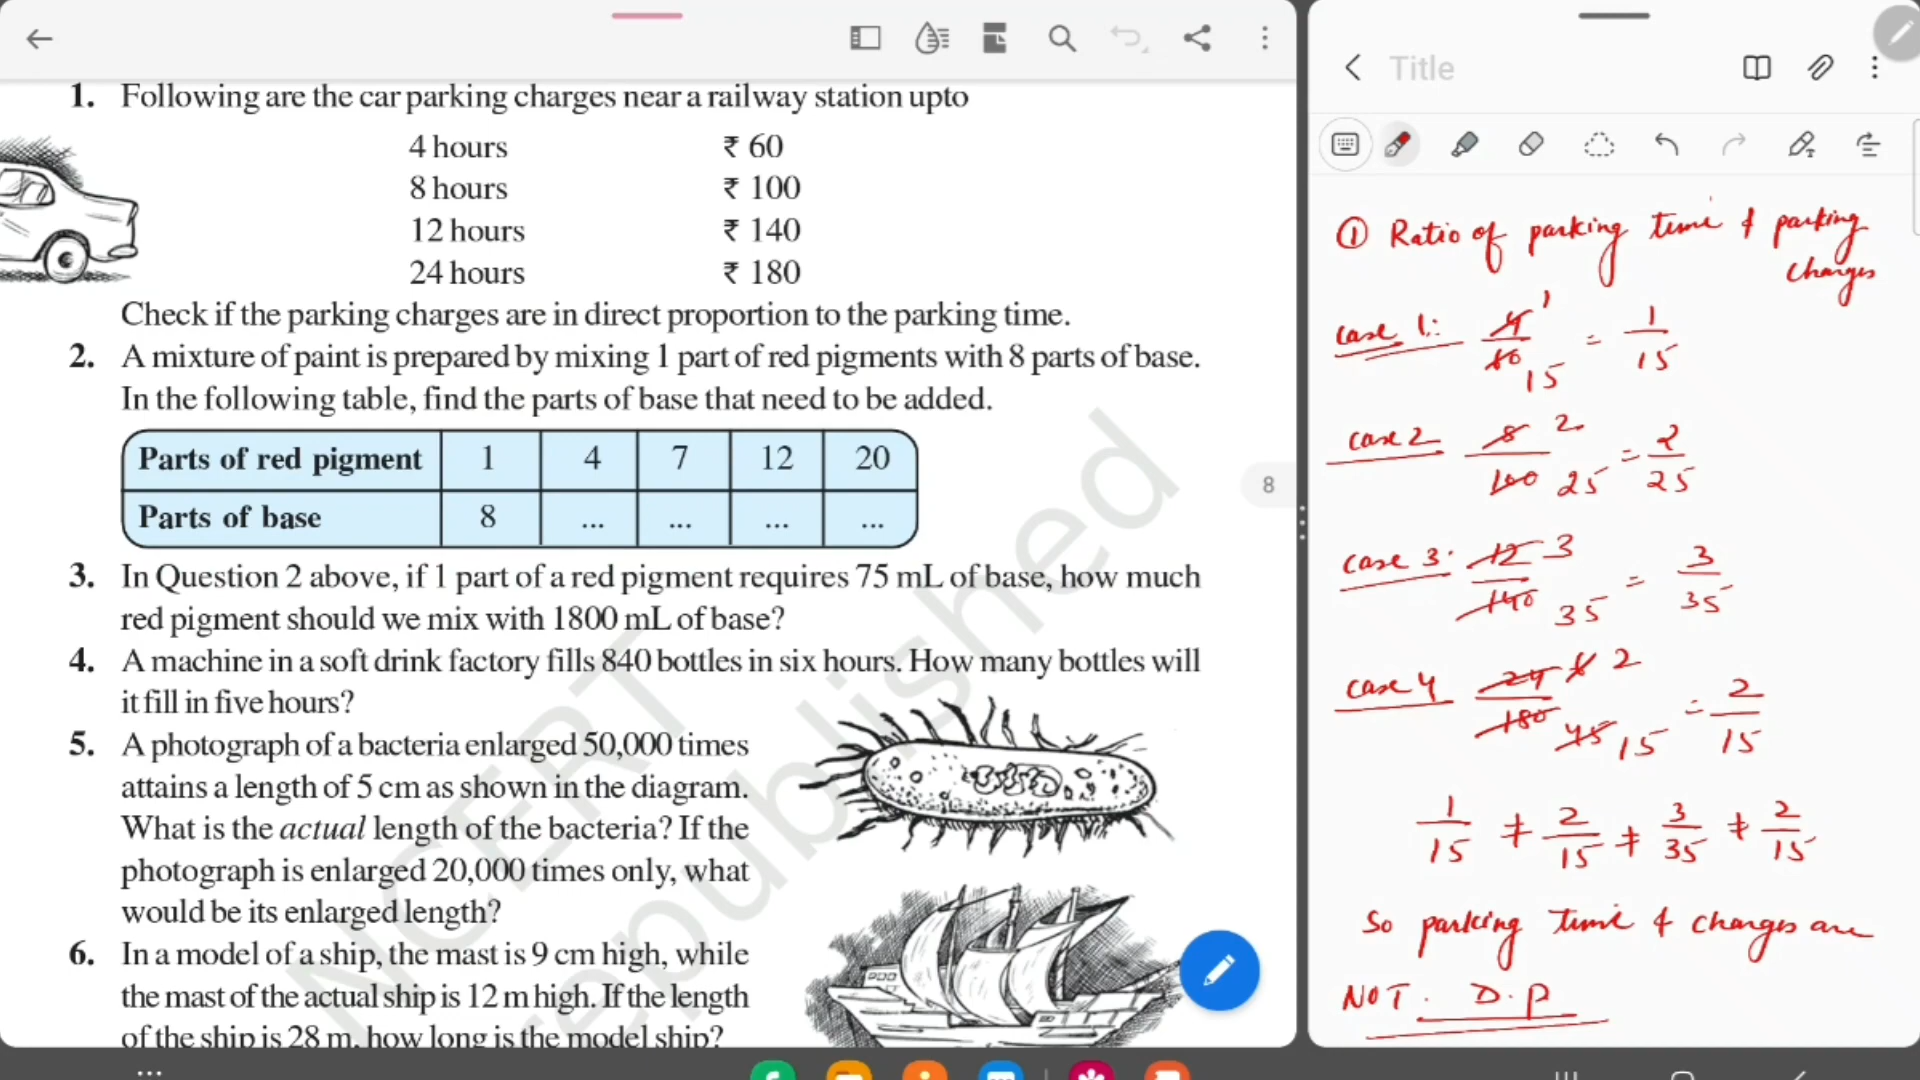 1. Following are the car parking charges near a railway station upto
4 hours ₹ 60
8 hours ₹ 100
12 hours ₹ 140
24 hours ₹ 180
Check if the parking charges are in direct proportion to the parking time.
2. A mixture of paint is prepared by mixing 1 part of red pigments with 8 parts of base.
In the following table, find the parts of base that need to be added.
Parts of red pigment 1 4 7 12 20
Parts of base 8 ... ... ... ...
3. In Question 2 above, if 1 part of a red pigment requires 75 mL of base, how much
red pigment should we mix with 1800 mL of base?
4. A machine in a soft drink factory fills 840 bottles in six hours. How many bottles will
it fill in five hours?
5. A photograph of a bacteria enlarged 50,000 times
attains a length of 5 cm as shown in the diagram.
What is the actual length of the bacteria? If the
photograph is enlarged 20,000 times only, what
would be its enlarged length?
6. In a model of a ship, the mast is 9 cm high, while
the mast of the actual ship is 12 m high. If the length
of the ship is 28 m, how long is the model ship?
NCERT
republished
8
Title
① Ratio of parking time & parking
charges
case 1: 4/60 1 15 = 1/15
case 2 8/100 2 25 = 2/25
case 3. 12/140 3 35 = 3/35
case 4 24/180 6 2 45 15 = 2/15
1/15 ≠ 2/15 ≠ 3/35 ≠ 2/15
So parking time & charges are
NOT. D.P